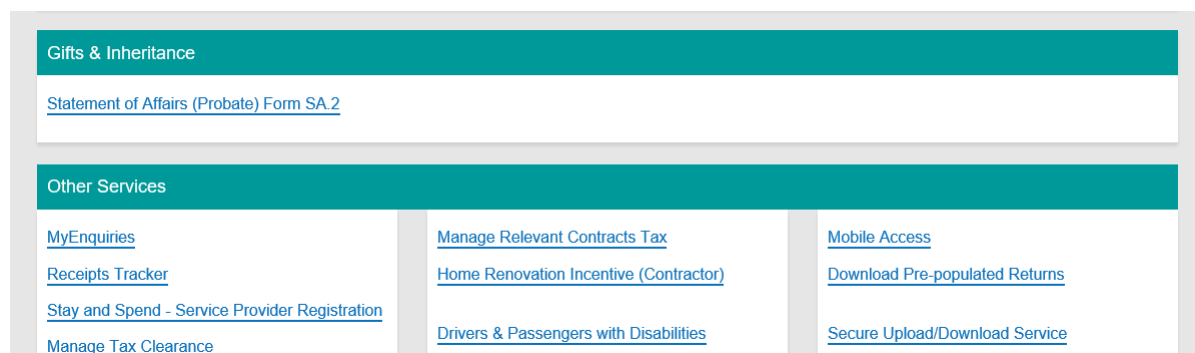 Gifts & Inheritance
Statement of Affairs (Probate) Form SA.2
Other Services
MyEnquiries
Receipts Tracker
Stay and Spend - Service Provider Registration
Manage Tax Clearance
Manage Relevant Contracts Tax
Home Renovation Incentive (Contractor)
Drivers & Passengers with Disabilities
Mobile Access
Download Pre-populated Returns
Secure Upload/Download Service